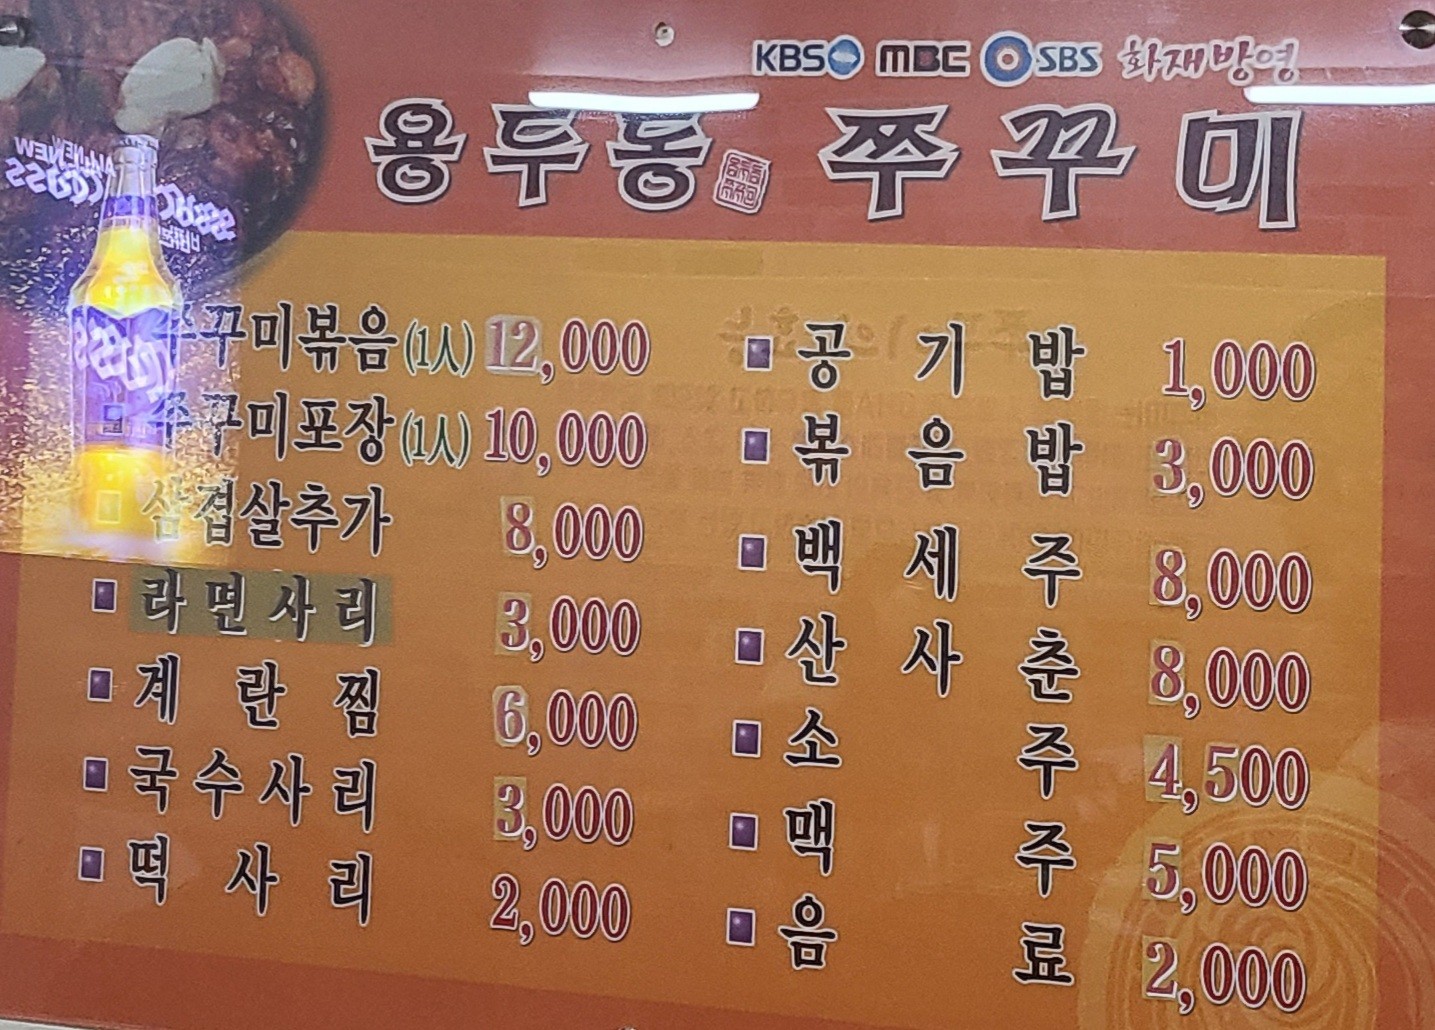 KBS MBC SBS 화재방영
용두동 쭈꾸미
쭈꾸미볶음(1人) 12,000
쭈꾸미포장(1人) 10,000
삼겹살추가 8,000
라면사리 3,000
계란찜 6,000
국수사리 3,000
떡사리 2,000
공기밥 1,000
볶음밥 3,000
백세주 8,000
산사춘 8,000
소주 4,500
맥주 5,000
음료 2,000